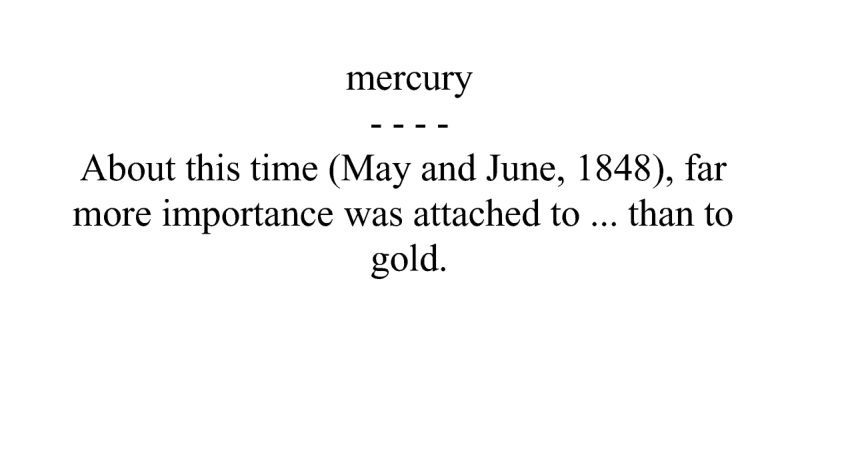 mercury
- - - -
About this time (May and June, 1848), far
more importance was attached to ... than to
gold.